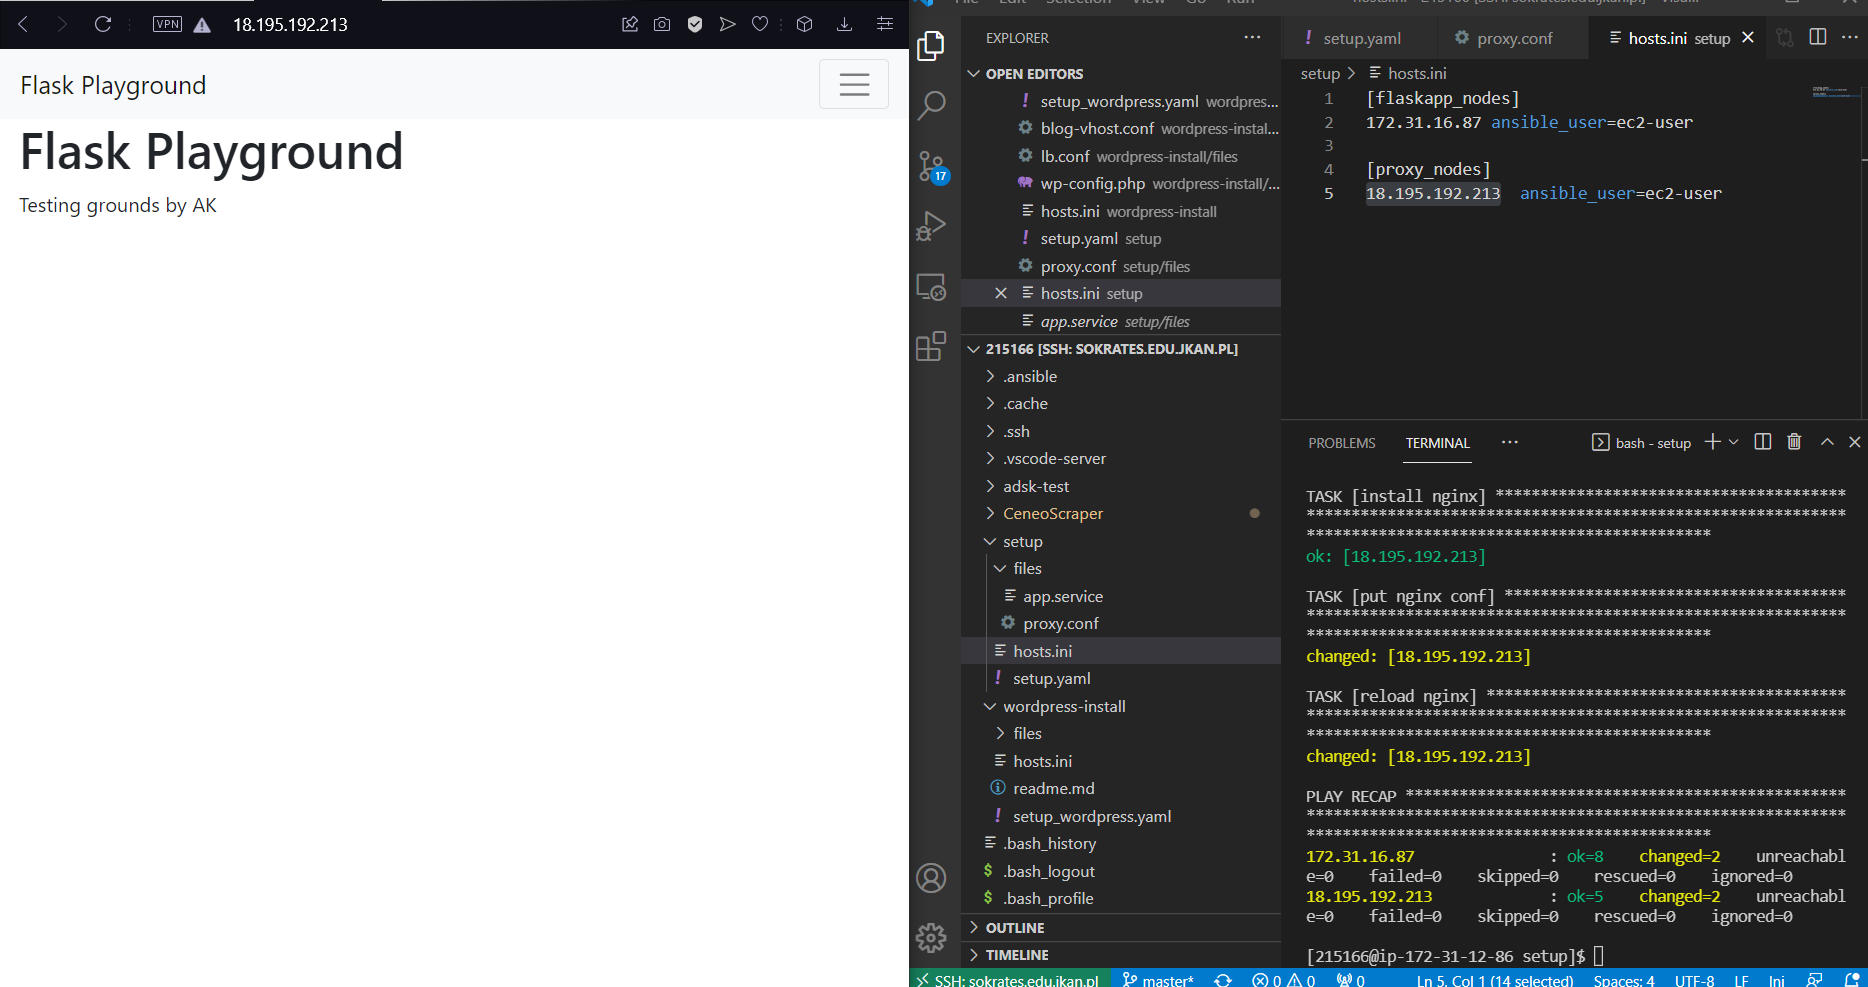 VPN
18.195.192.213
Flask Playground
Flask Playground
Testing grounds by AK
EXPLORER
OPEN EDITORS
! setup_wordpress.yaml wordpres...
blog-vhost.conf wordpress-instal...
lb.conf wordpress-install/files
wp-config.php wordpress-install/...
hosts.ini wordpress-install
! setup.yaml setup
proxy.conf setup/files
hosts.ini setup
app.service setup/files
215166 [SSH: SOKRATES.EDU.JKAN.PL]
.ansible
.cache
.ssh
.vscode-server
adsk-test
CeneoScraper
setup
files
app.service
proxy.conf
hosts.ini
! setup.yaml
wordpress-install
files
hosts.ini
readme.md
! setup_wordpress.yaml
.bash_history
$ .bash_logout
$ .bash_profile
OUTLINE
TIMELINE
17
! setup.yaml
proxy.conf
hosts.ini setup
setup > hosts.ini
1 [flaskapp_nodes]
2 172.31.16.87 ansible_user=ec2-user
3
4 [proxy_nodes]
5 18.195.192.213 ansible_user=ec2-user
PROBLEMS TERMINAL ... bash - setup
TASK [install nginx] ***************************************
************************************************************
*********************************************
ok: [18.195.192.213]
TASK [put nginx conf] **************************************
************************************************************
*********************************************
changed: [18.195.192.213]
TASK [reload nginx] ****************************************
************************************************************
*********************************************
changed: [18.195.192.213]
PLAY RECAP *************************************************
************************************************************
*********************************************
172.31.16.87 : ok=8 changed=2 unreachabl
e=0 failed=0 skipped=0 rescued=0 ignored=0
18.195.192.213 : ok=5 changed=2 unreachabl
e=0 failed=0 skipped=0 rescued=0 ignored=0
[215166@ip-172-31-12-86 setup]$
SSH: sokrates.edu.jkan.pl master* 0 0 0 Ln 5, Col 1 (14 selected) Spaces: 4 UTF-8 LF Ini